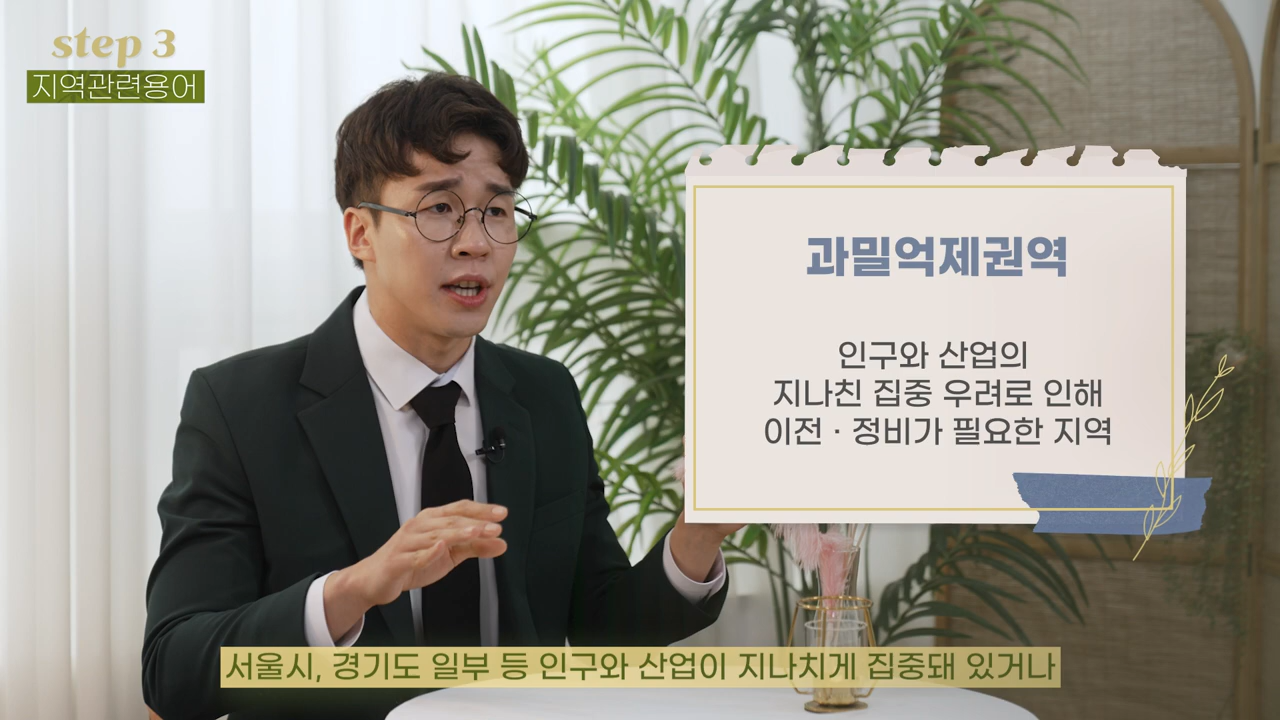 step 3
지역관련용어
과밀억제권역
인구와 산업의
지나친 집중 우려로 인해
이전 · 정비가 필요한 지역
서울시, 경기도 일부 등 인구와 산업이 지나치게 집중돼 있거나